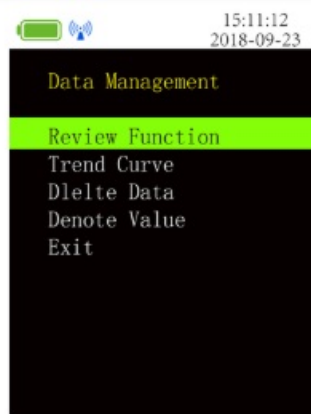 15:11:12
2018-09-23
Data Management
Review Function
Trend Curve
Dlelte Data
Denote Value
Exit